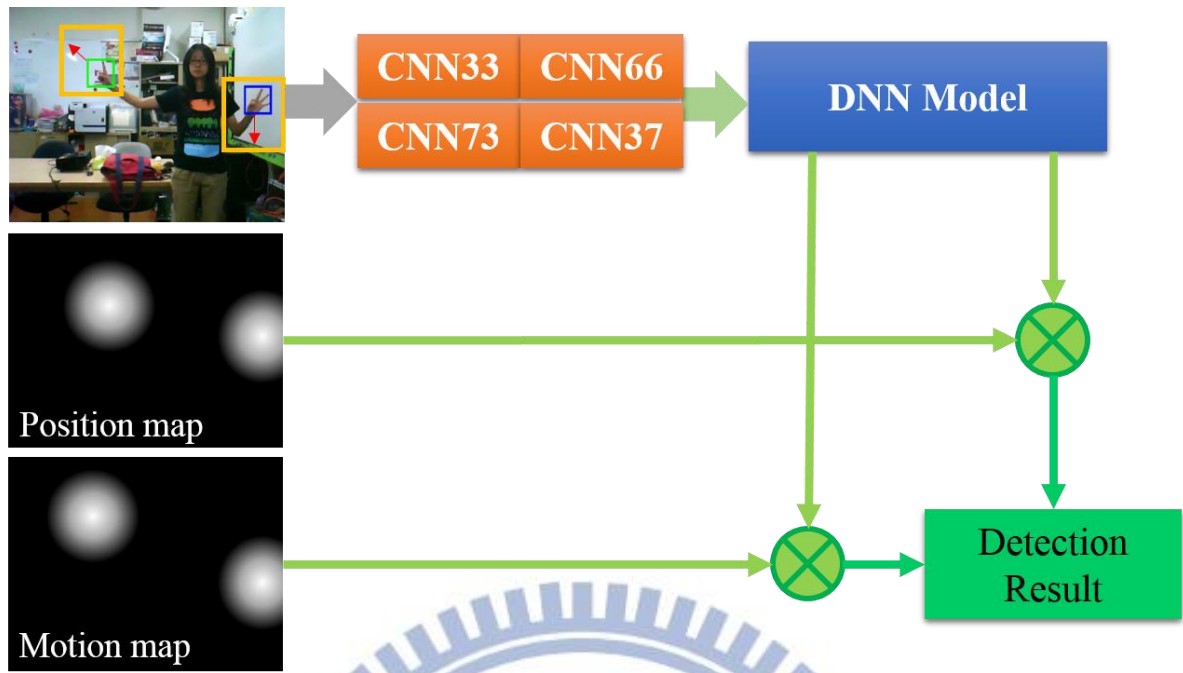 CNN33
CNN66
CNN73
CNN37
DNN Model
Position map
Motion map
Detection
Result